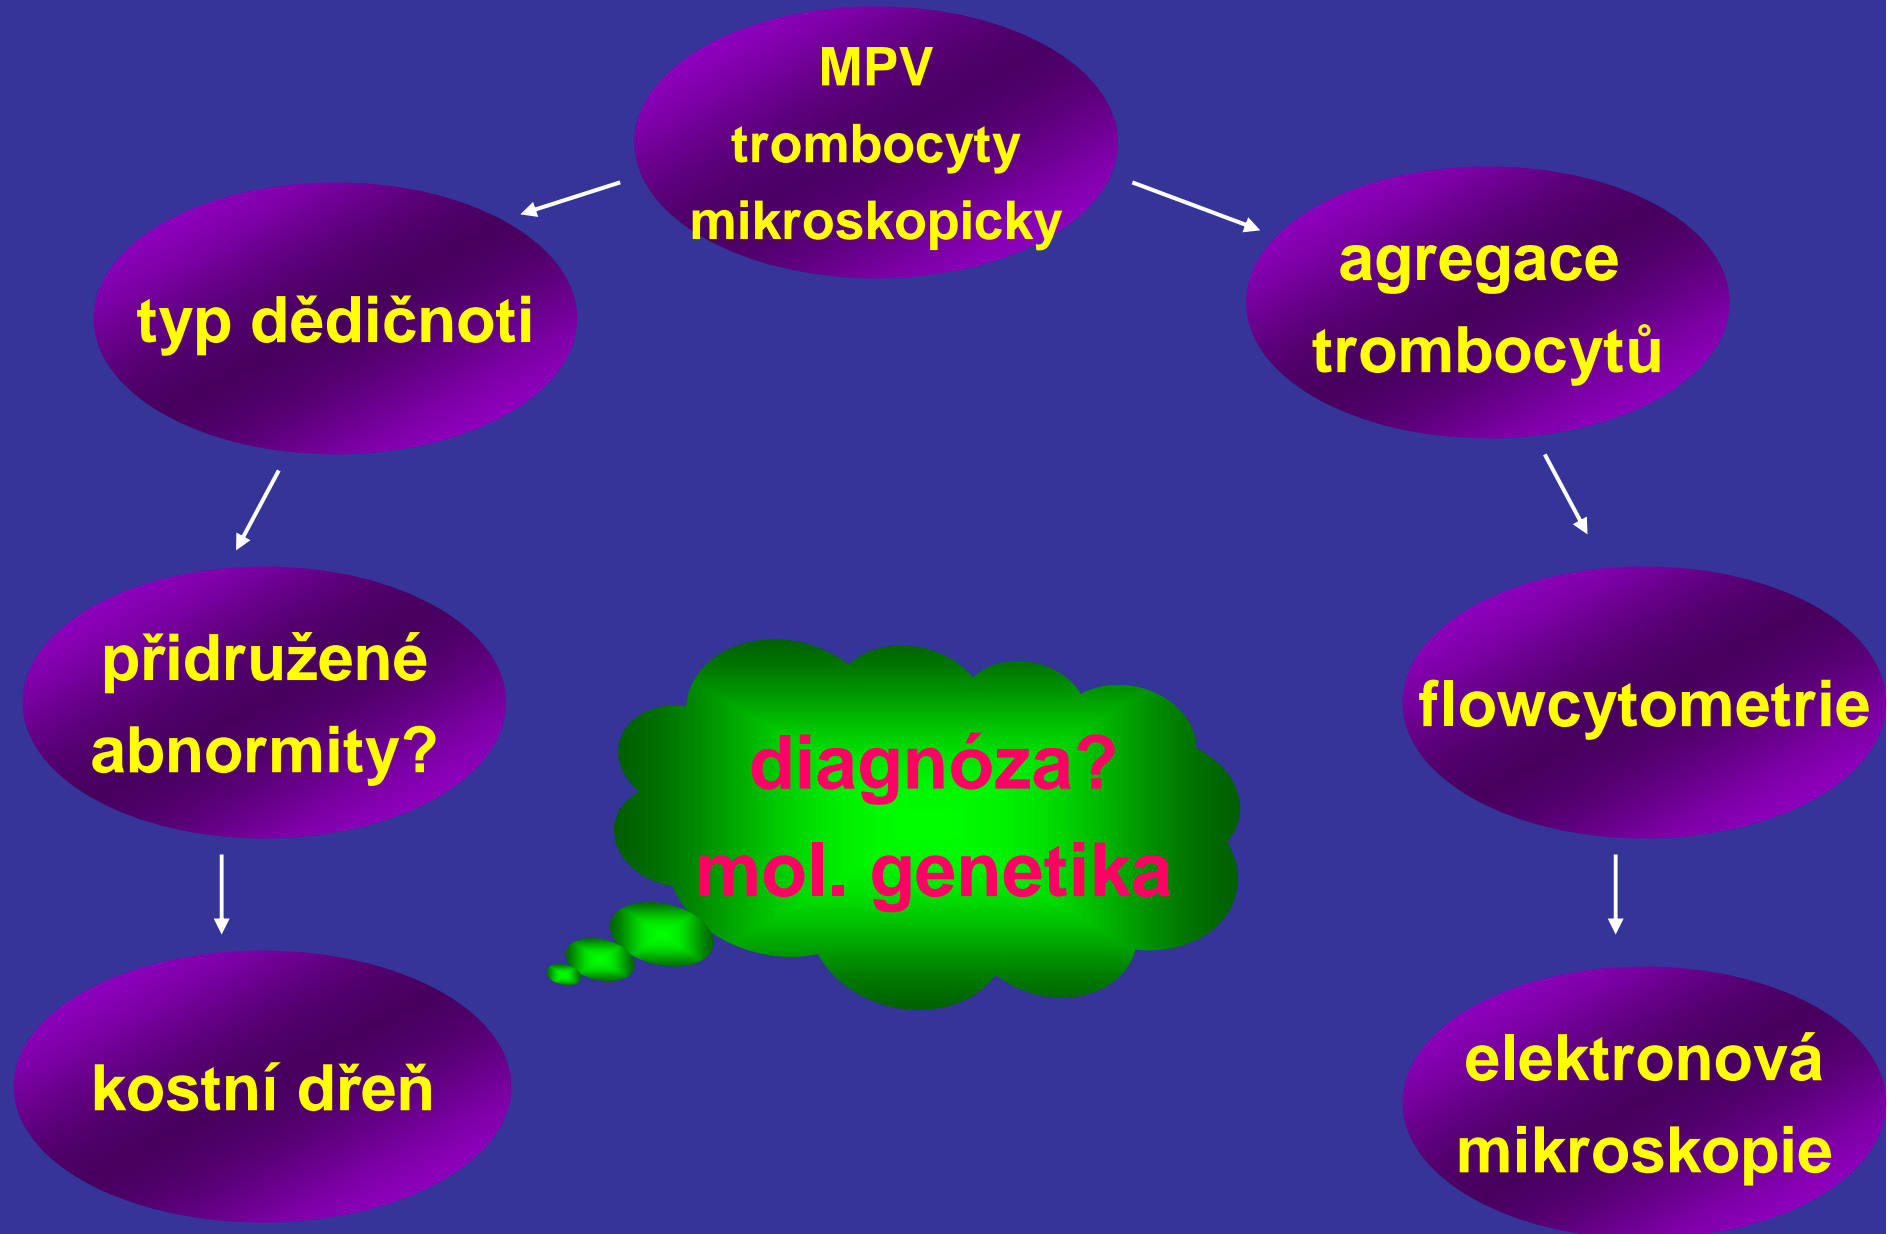 MPV
trombocyty
mikroskopicky
typ dědičnoti
agregace
trombocytů
přidružené
abnormity?
flowcytometrie
diagnóza?
mol. genetika
kostní dřeň
elektronová
mikroskopie